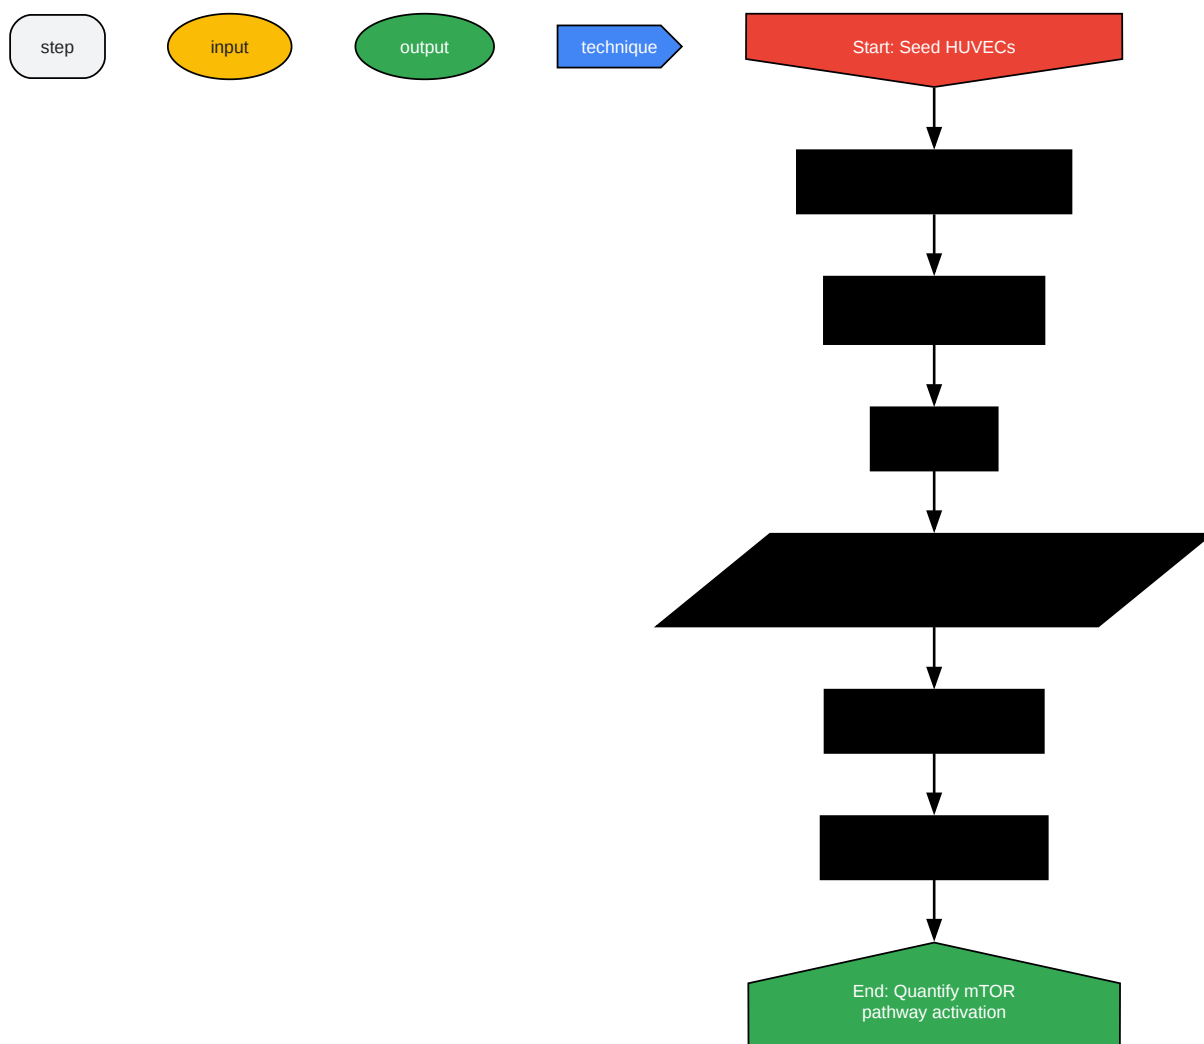 step
input
output
technique
Start: Seed HUVECs
End: Quantify mTOR
pathway activation